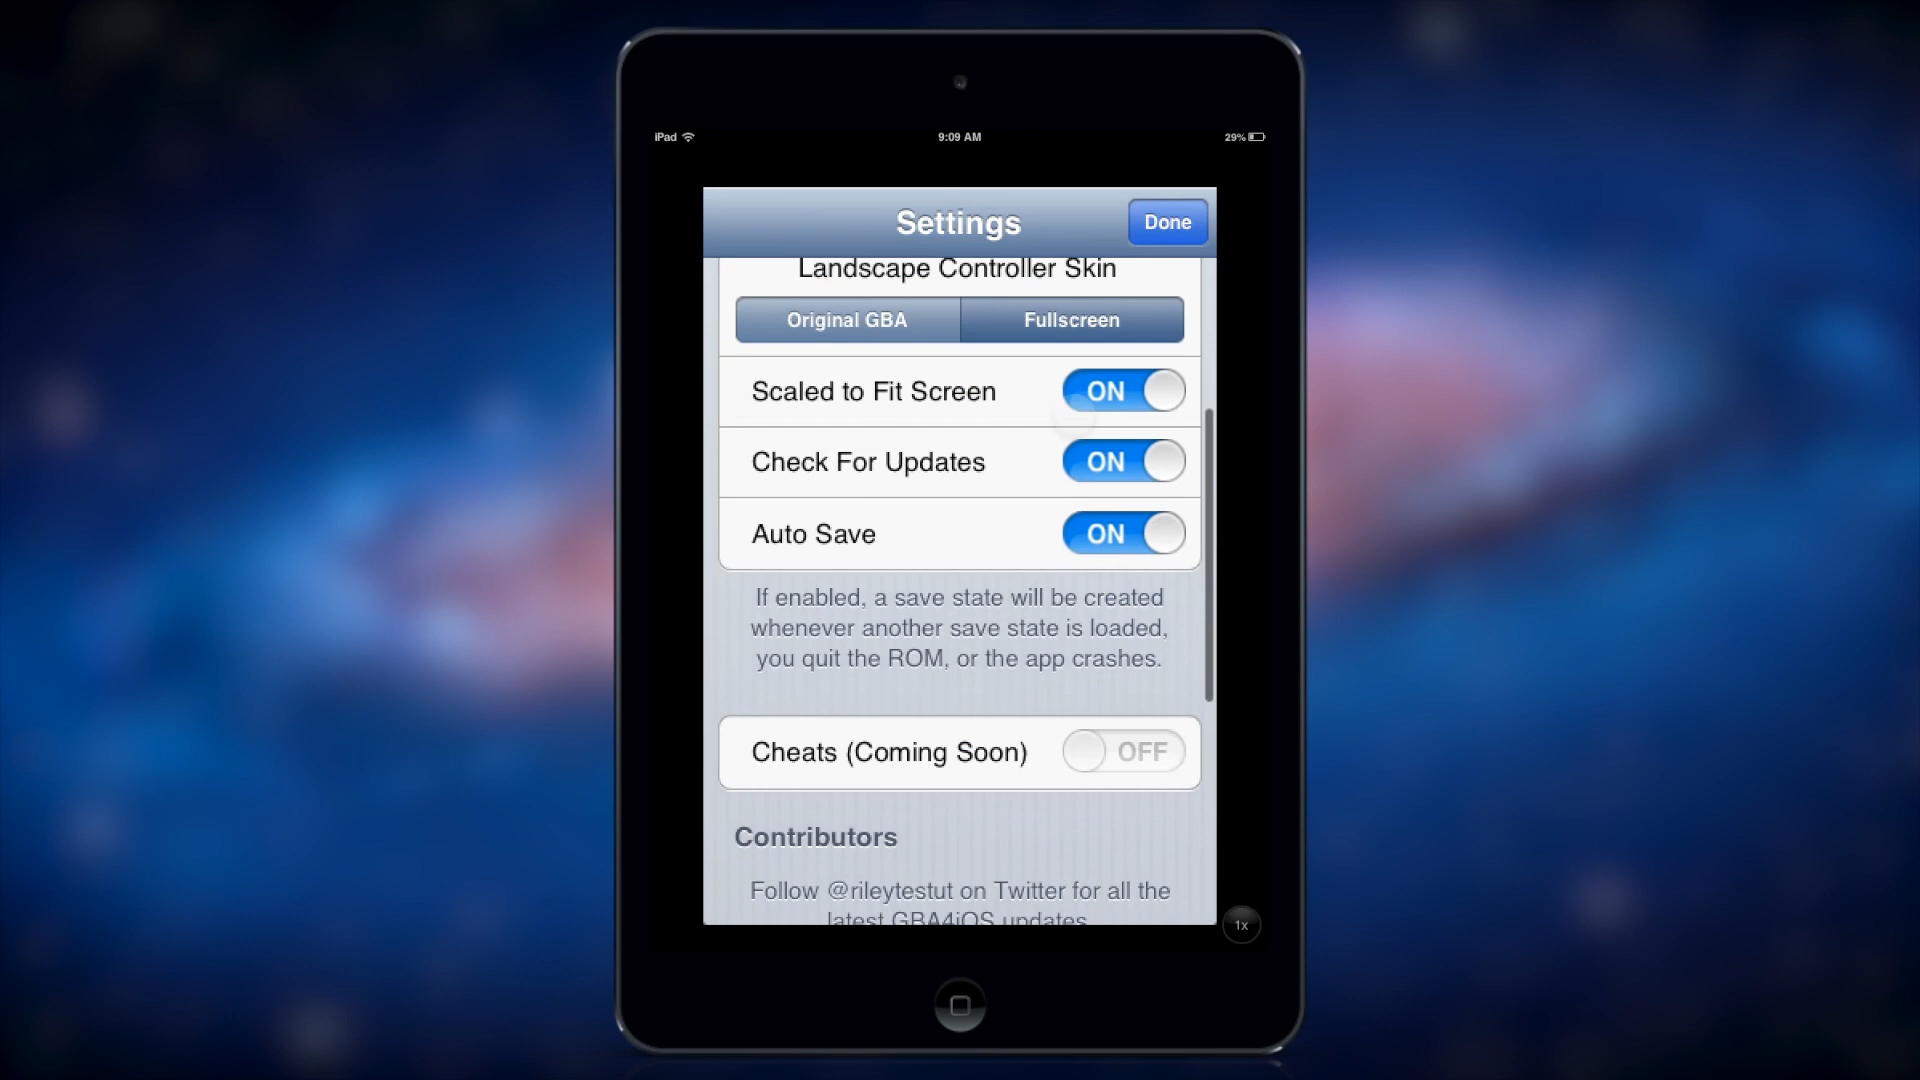 iPad 9:09 AM 29%
Settings Done
Landscape Controller Skin
Original GBA Fullscreen
Scaled to Fit Screen ON
Check For Updates ON
Auto Save ON
If enabled, a save state will be created
whenever another save state is loaded,
you quit the ROM, or the app crashes.
Cheats (Coming Soon) OFF
Contributors
Follow @rileytestut on Twitter for all the
latest GBA4iOS updates
1x